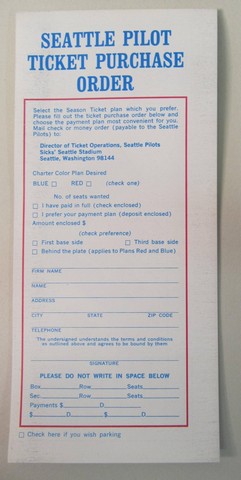 SEATTLE PILOT
TICKET PURCHASE
ORDER
Select the Season Ticket plan which you prefer.
Please fill out the ticket purchase order below and
choose the payment plan most convenient for you.
Mail check or money order (payable to the Seattle
Pilots) to:
Director of Ticket Operations, Seattle Pilots
Sicks' Seattle Stadium
Seattle, Washington 98144
Charter Color Plan Desired
BLUE RED (check one)
No. of seats wanted
I have paid in full (check enclosed)
I prefer your payment plan (deposit enclosed)
Amount enclosed $
(check preference)
First base side Third base side
Behind the plate (applies to Plans Red and Blue)
FIRM NAME
NAME
ADDRESS
CITY STATE ZIP CODE
TELEPHONE
The undersigned understands the terms and conditions
as outlined above and agrees to be bound by them
SIGNATURE
PLEASE DO NOT WRITE IN SPACE BELOW
Box Row Seats
Sec Row Seats
Payments $ D
$ D $ D
Check here if you wish parking